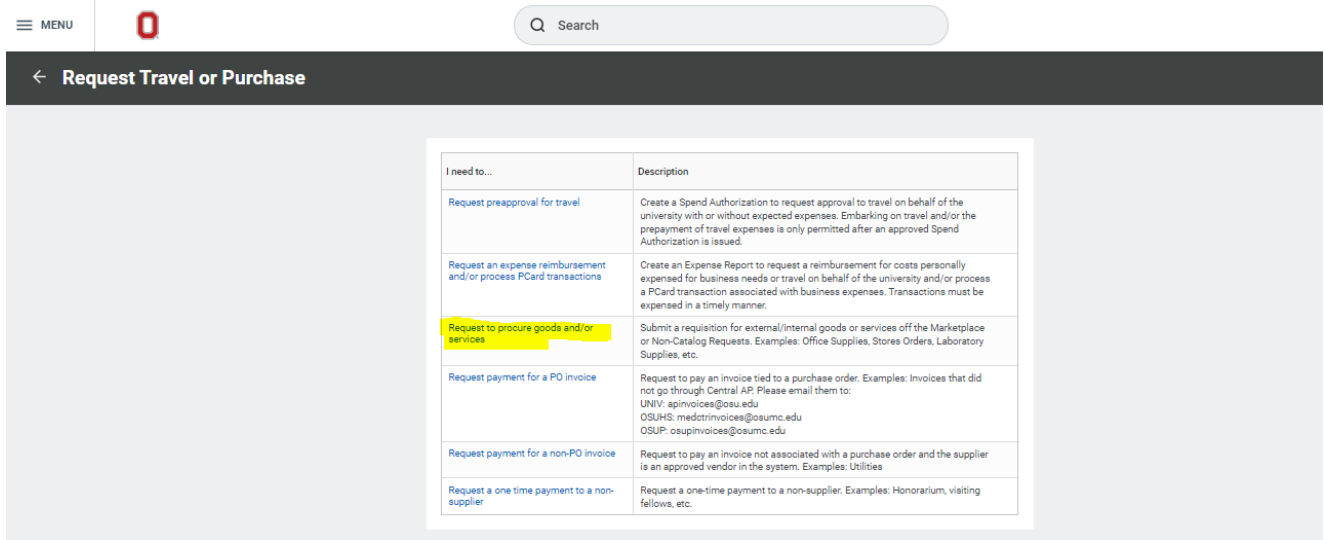 MENU
O
Search
Request Travel or Purchase
I need to...
Description
Request preapproval for travel
Create a Spend Authorization to request approval to travel on behalf of the
university with or without expected expenses. Embarking on travel and/or the
prepayment of travel expenses is only permitted after an approved Spend
Authorization is issued.
Request an expense reimbursement
and/or process PCard transactions
Create an Expense Report to request a reimbursement for costs personally
expensed for business needs or travel on behalf of the university and/or process
a PCard transaction associated with business expenses. Transactions must be
expensed in a timely manner.
Request to procure goods and/or
services
Submit a requisition for external/internal goods or services off the Marketplace
or Non-Catalog Requests. Examples: Office Supplies, Stores Orders, Laboratory
Supplies, etc.
Request payment for a PO invoice
Request to pay an invoice tied to a purchase order. Examples: Invoices that did
not go through Central AP. Please email them to:
UNIV: apinvoices@osu.edu
OSUHS: medctrinvoices@osumc.edu
OSUP: osupinvoices@osumc.edu
Request payment for a non-PO invoice
Request to pay an invoice not associated with a purchase order and the supplier
is an approved vendor in the system. Examples: Utilities
Request a one time payment to a non-
supplier
Request a one-time payment to a non-supplier. Examples: Honorarium, visiting
fellows, etc.